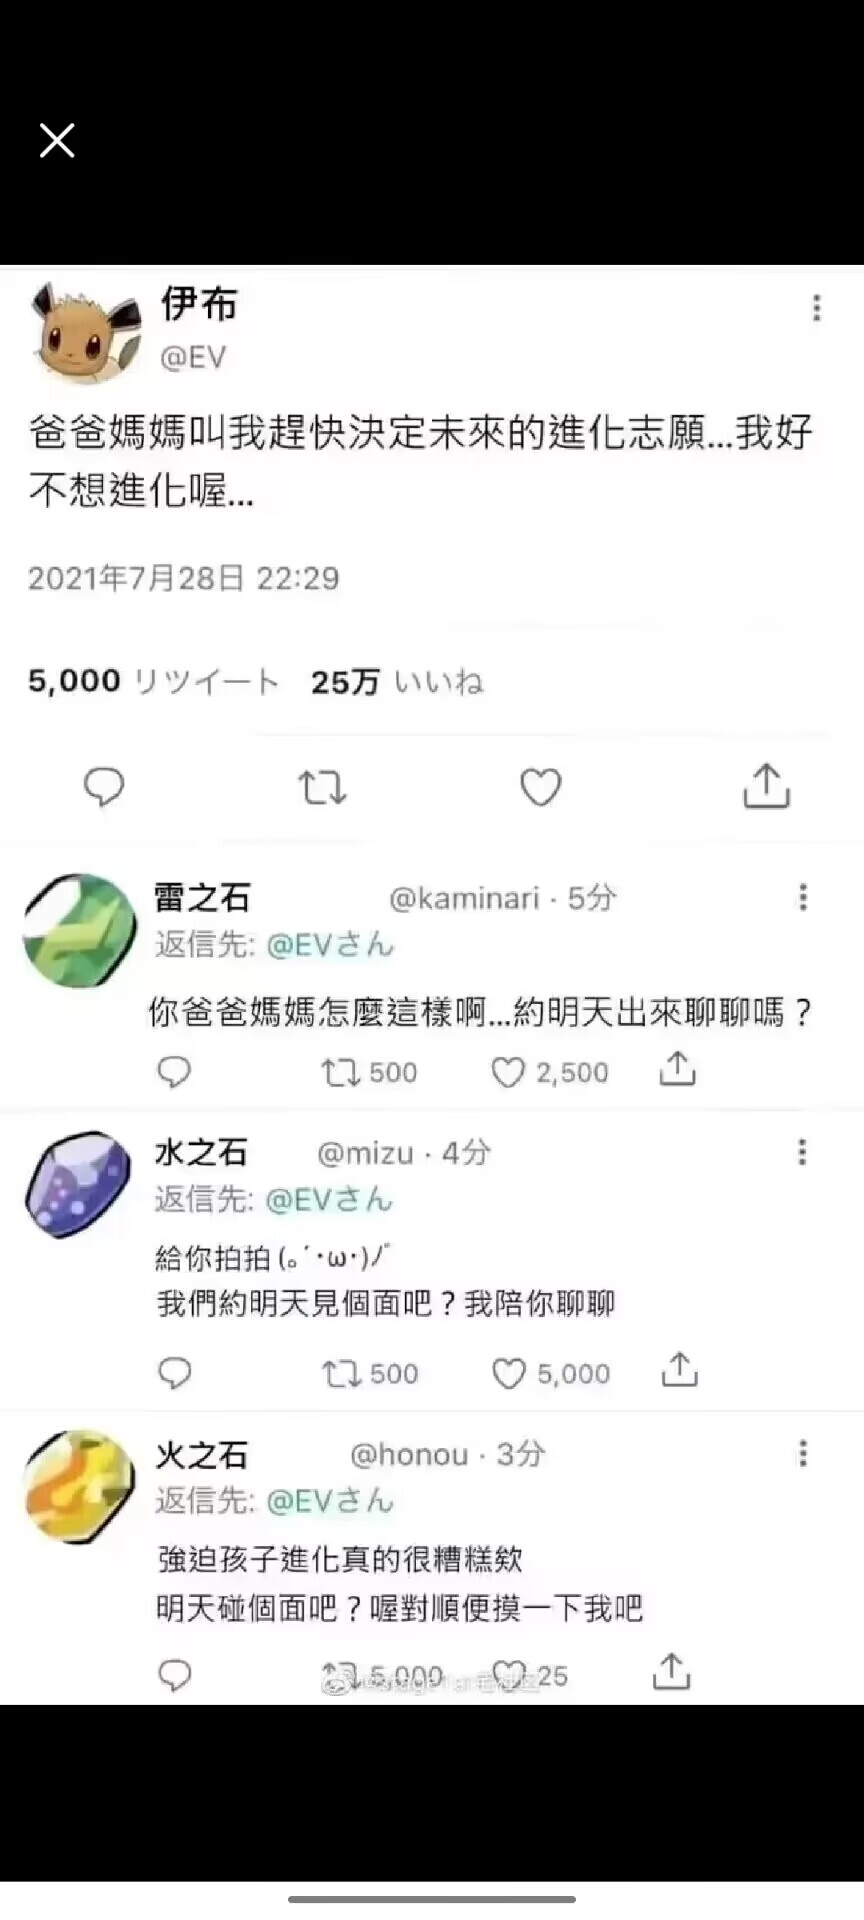 伊布
@EV
爸爸媽媽叫我趕快決定未來的進化志願...我好
不想進化喔...
2021年7月28日 22:29
5,000 リツイート 25万 いいね
雷之石 @kaminari · 5分
返信先: @EVさん
你爸爸媽媽怎麼這樣啊...約明天出來聊聊嗎？
500 2,500
水之石 @mizu · 4分
返信先: @EVさん
給你拍拍(｡´･ω･)ﾉﾞ
我們約明天見個面吧？我陪你聊聊
500 5,000
火之石 @honou · 3分
返信先: @EVさん
強迫孩子進化真的很糟糕欸
明天碰個面吧？喔對順便摸一下我吧
5,000 25